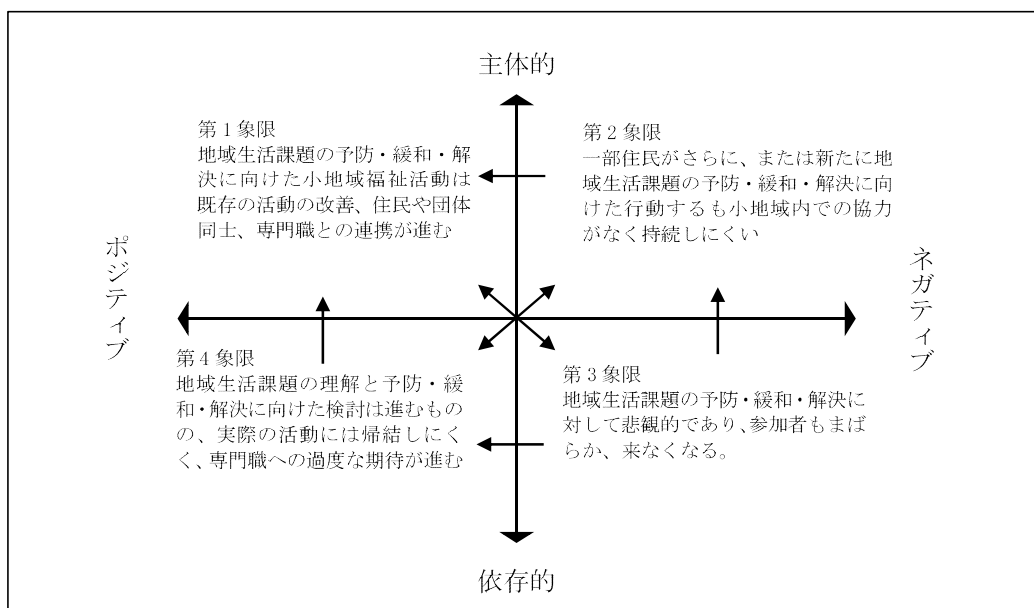 主体的
第1象限
地域生活課題の予防・緩和・解
決に向けた小地域福祉活動は
既存の活動の改善、住民や団体
同士、専門職との連携が進む
第2象限
一部住民がさらに、または新たに地
域生活課題の予防・緩和・解決に向
けた行動するも小地域内での協力
がなく持続しにくい
ポジティブ
ネガティブ
第4象限
地域生活課題の理解と予防・緩
和・解決に向けた検討は進むもの
の、実際の活動には帰結しにく
く、専門職への過度な期待が進む
第3象限
地域生活課題の予防・緩和・解決に
対して悲観的であり、参加者もまば
らか、来なくなる。
依存的